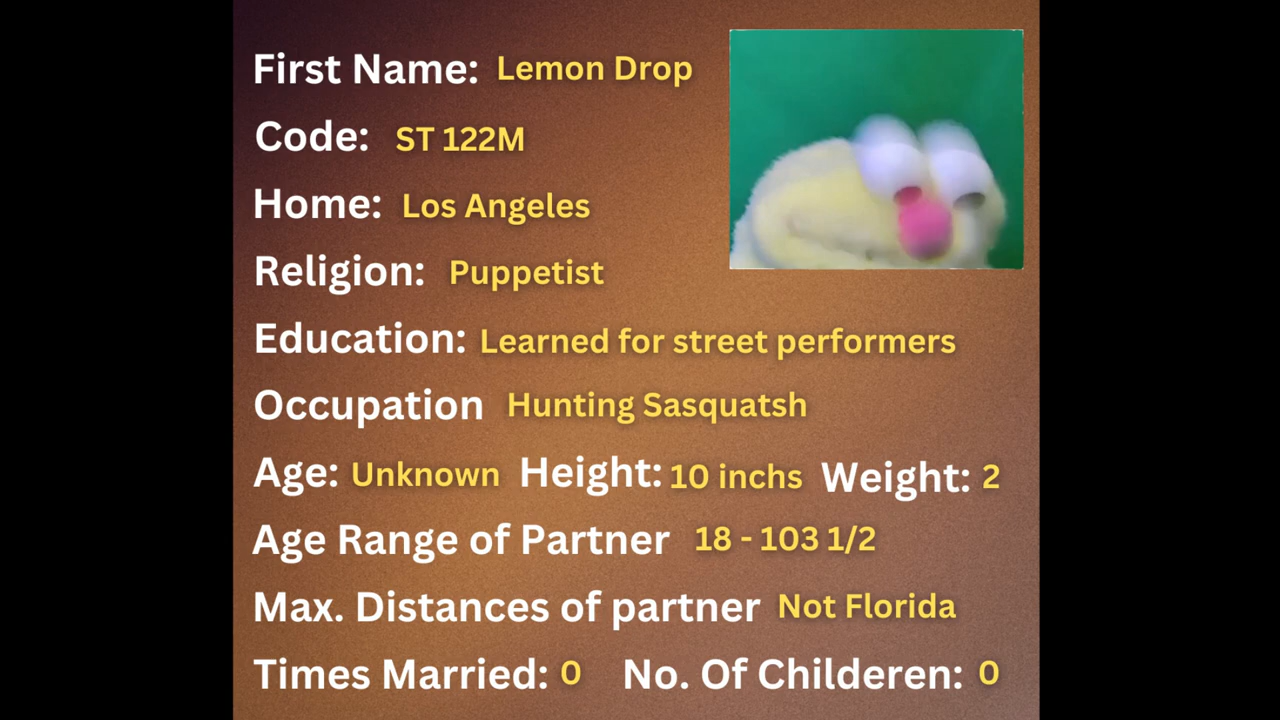 First Name: Lemon Drop
Code: ST 122M
Home: Los Angeles
Religion: Puppetist
Education: Learned for street performers
Occupation Hunting Sasquatsh
Age: Unknown Height: 10 inchs Weight: 2
Age Range of Partner 18 - 103 1/2
Max. Distances of partner Not Florida
Times Married: 0 No. Of Childeren: 0